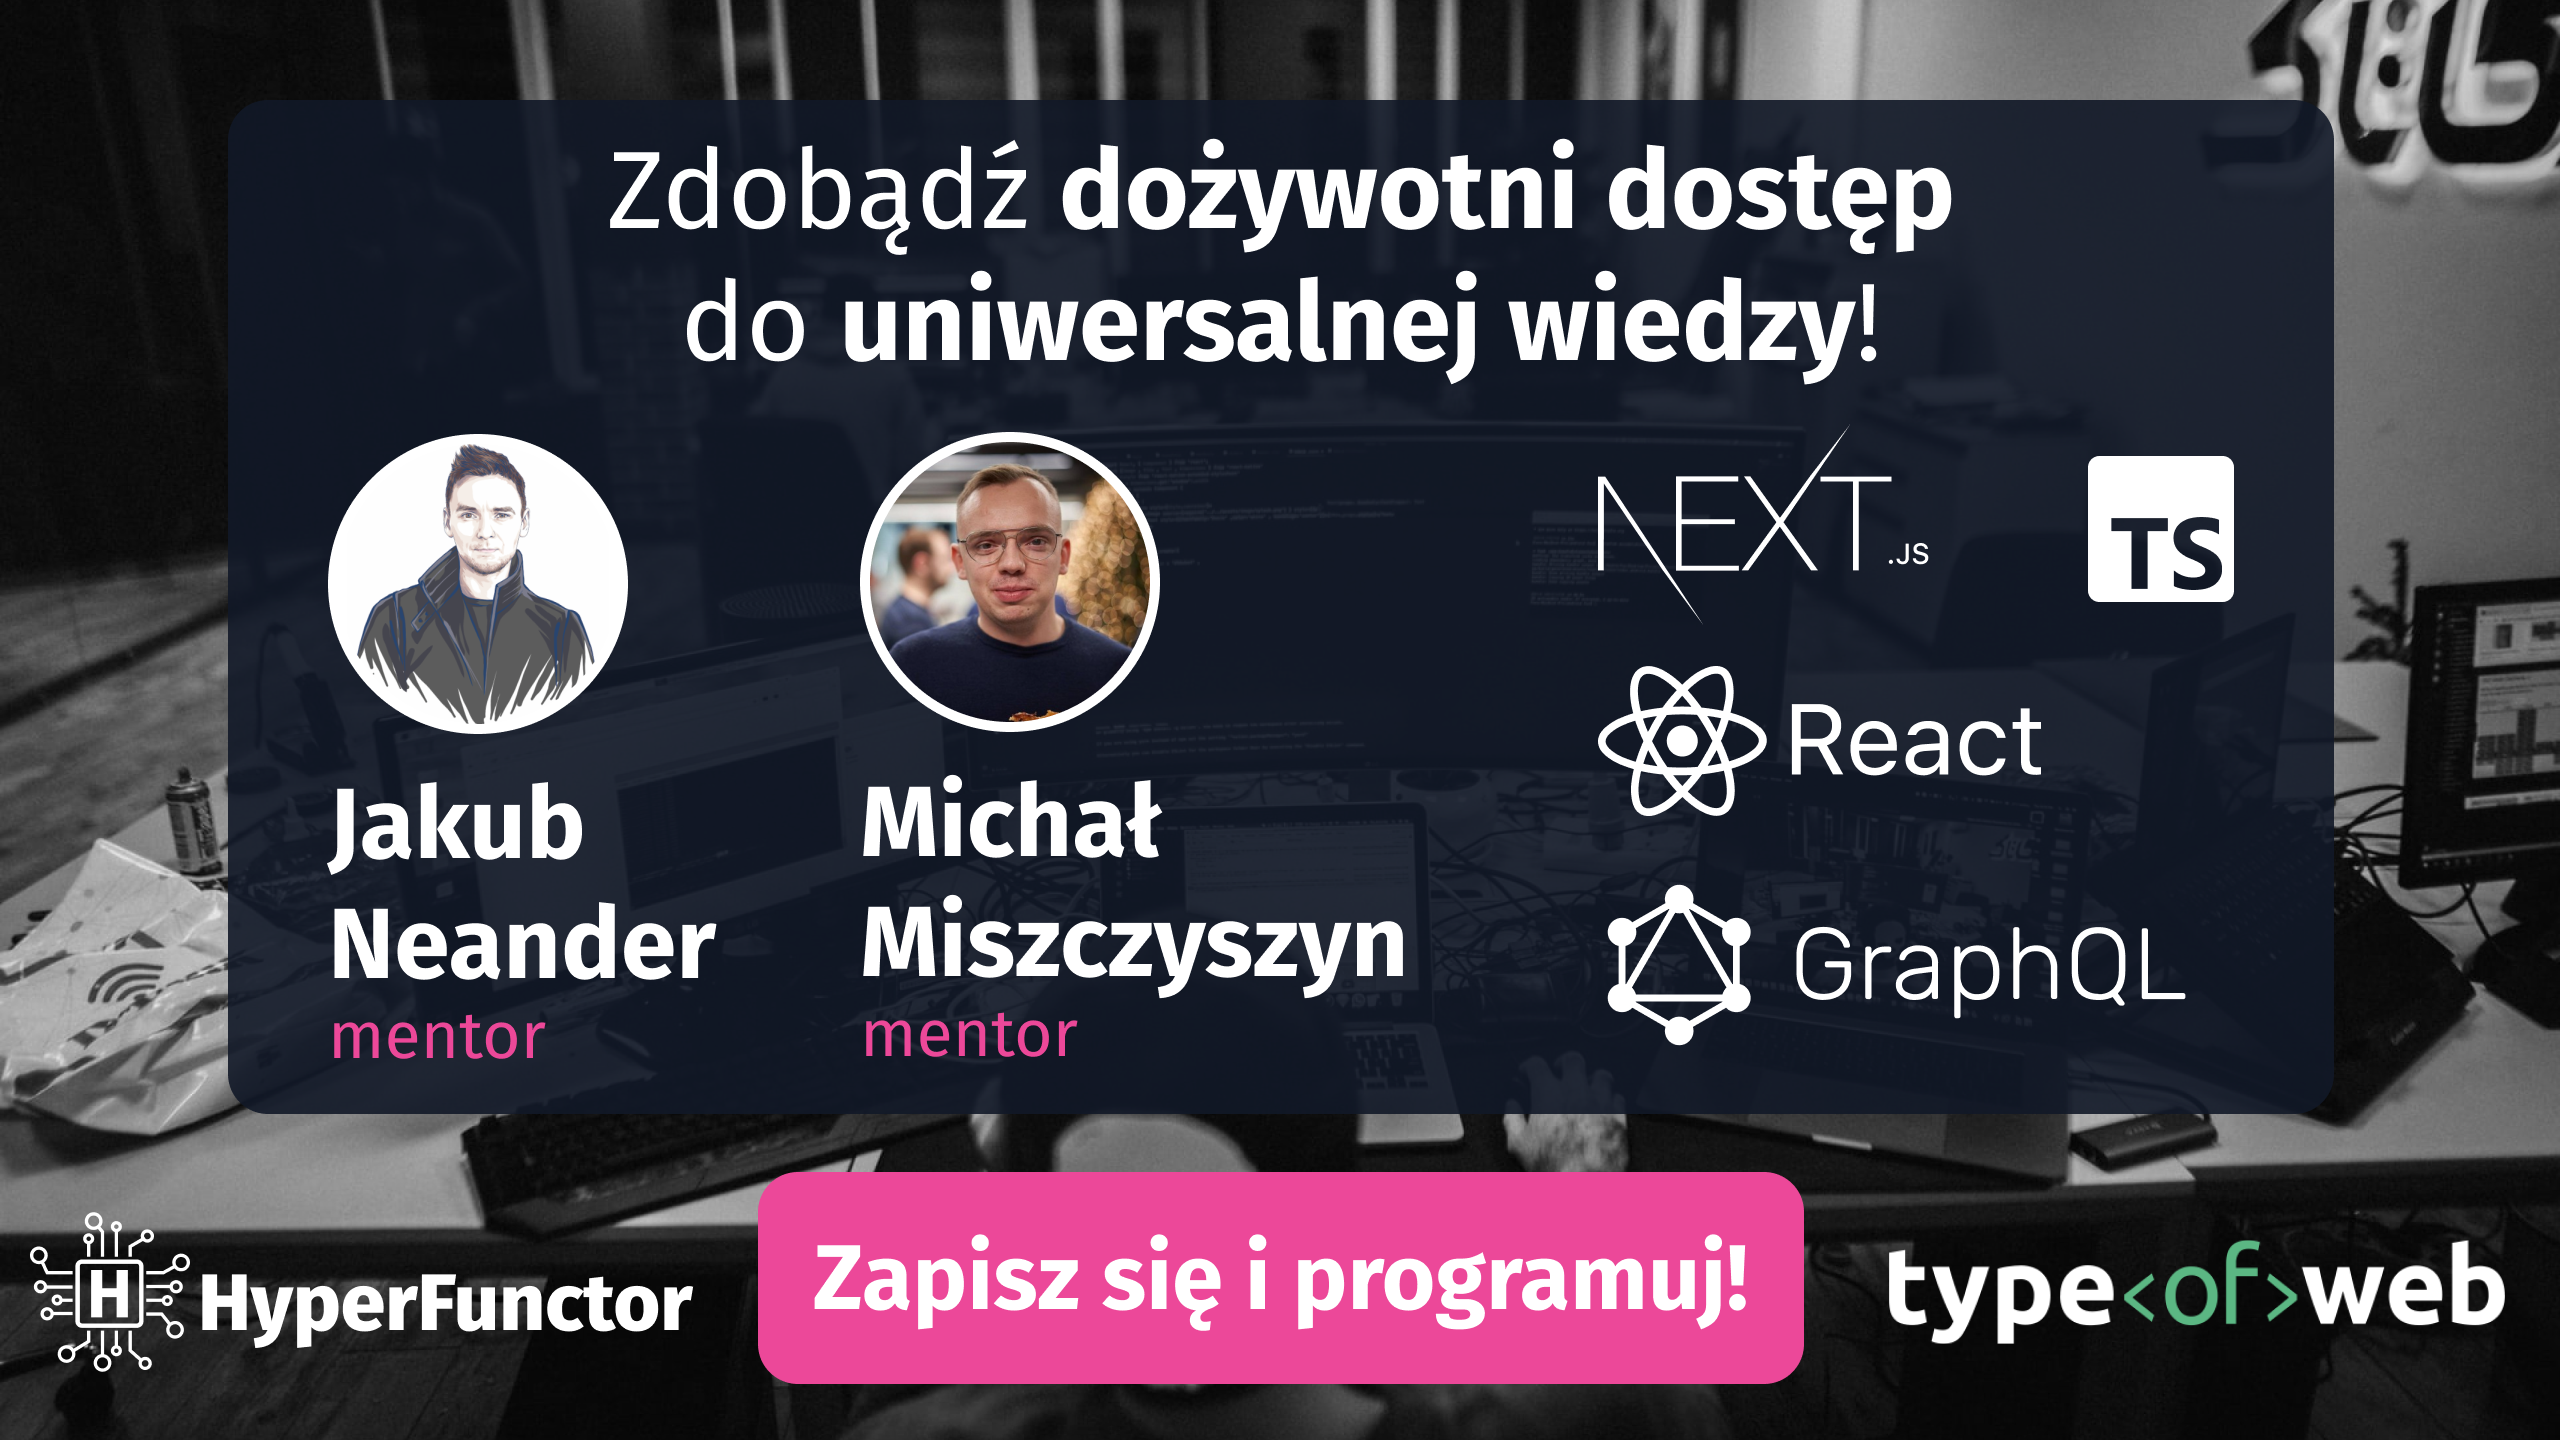 Zdobądź dożywotni dostęp
do uniwersalnej wiedzy!
Jakub
Neander
mentor
Michał
Miszczyszyn
mentor
NEXT.JS
TS
React
GraphQL
H HyperFunctor
Zapisz się i programuj!
type<of>web